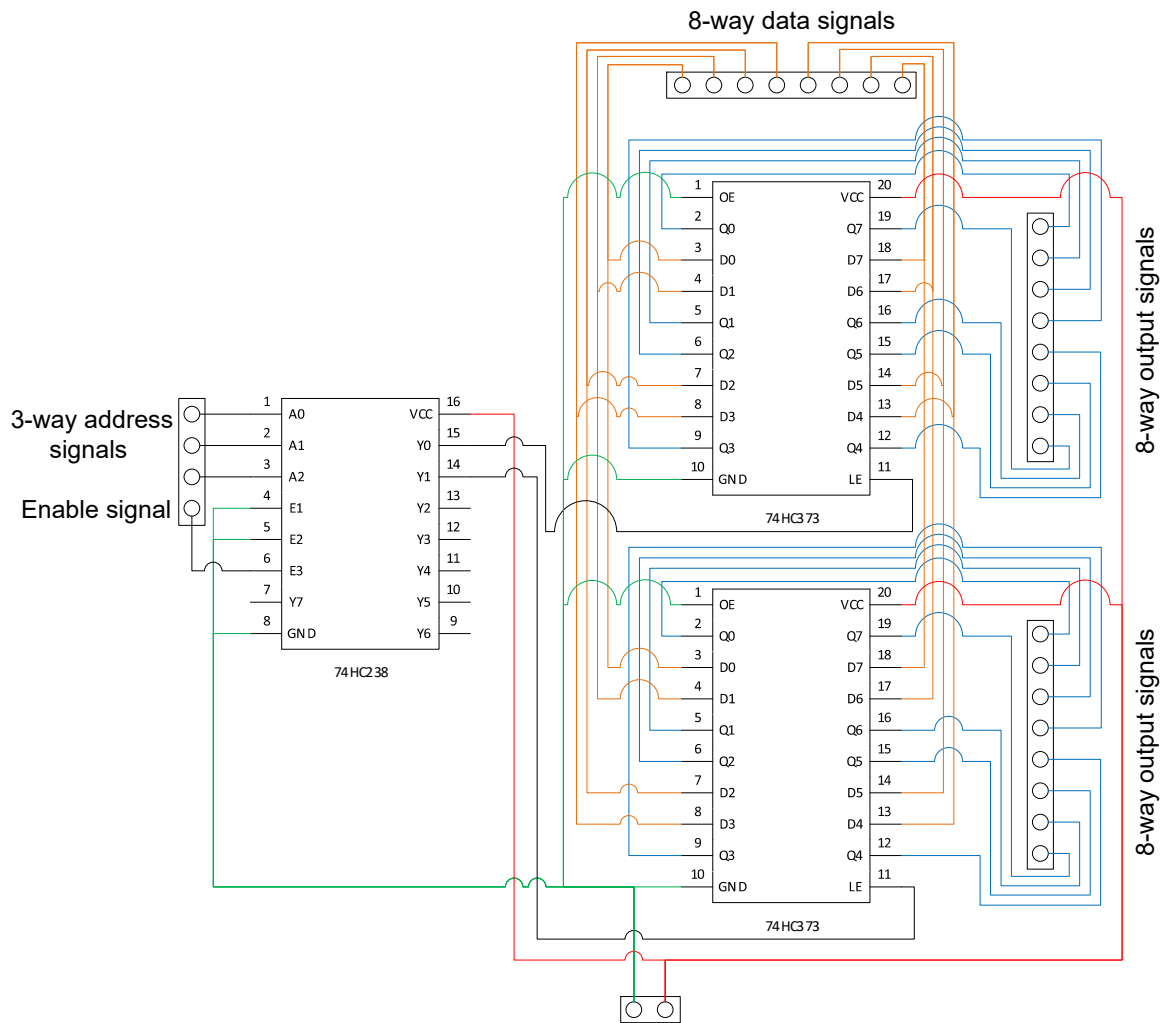 8-way data signals
1 OE VCC 20
2 Q0 Q7 19
3 D0 D7 18
4 D1 D6 17
5 Q1 Q6 16
6 Q2 Q5 15
7 D2 D5 14
8 D3 D4 13
9 Q3 Q4 12
10 GND LE 11
74HC373
8-way output signals
3-way address
signals
Enable signal
1 A0 VCC 16
2 A1 Y0 15
3 A2 Y1 14
4 E1 Y2 13
5 E2 Y3 12
6 E3 Y4 11
7 Y7 Y5 10
8 GND Y6 9
74HC238
1 OE VCC 20
2 Q0 Q7 19
3 D0 D7 18
4 D1 D6 17
5 Q1 Q6 16
6 Q2 Q5 15
7 D2 D5 14
8 D3 D4 13
9 Q3 Q4 12
10 GND LE 11
74HC373
8-way output signals